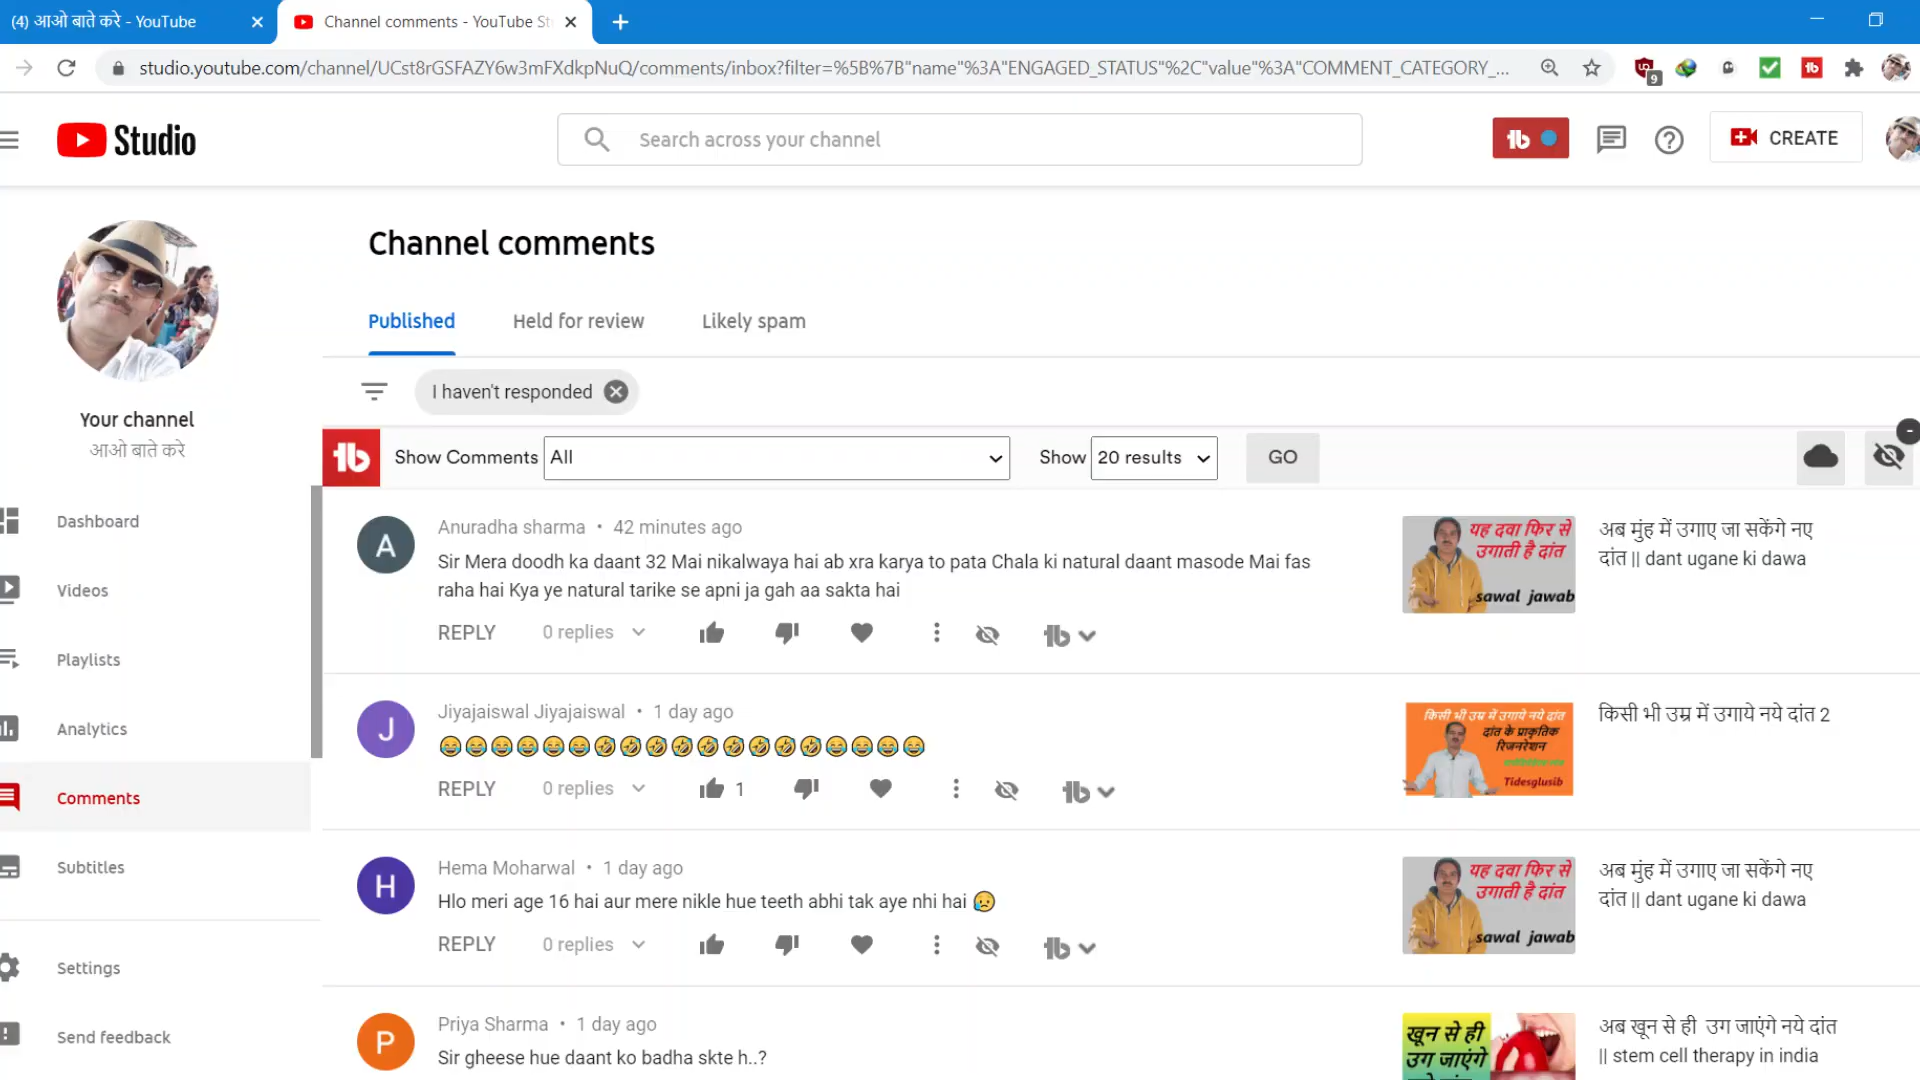 (4) आओ बाते करे - YouTube
Channel comments - YouTube St
studio.youtube.com/channel/UCst8rGSFAZY6w3mFXdkpNuQ/comments/inbox?filter=%5B%7B"name"%3A"ENGAGED_STATUS"%2C"value"%3A"COMMENT_CATEGORY_...
9
Studio
Search across your channel
CREATE
Channel comments
Published
Held for review
Likely spam
I haven't responded
Your channel
आओ बाते करे
Show Comments All
Show 20 results
GO
Dashboard
Videos
Playlists
Analytics
Comments
Subtitles
Settings
Send feedback
A
Anuradha sharma • 42 minutes ago
Sir Mera doodh ka daant 32 Mai nikalwaya hai ab xra karya to pata Chala ki natural daant masode Mai fas
raha hai Kya ye natural tarike se apni ja gah aa sakta hai
REPLY 0 replies
यह दवा फिर से
उगाती है दांत
sawal jawab
अब मुंह में उगाए जा सकेंगे नए
दांत || dant ugane ki dawa
J
Jiyajaiswal Jiyajaiswal • 1 day ago
😂😂😂😂😂😂🤣🤣🤣🤣🤣🤣🤣🤣🤣😂😂😂😂
REPLY 0 replies 1
किसी भी उम्र में उगाये नये दांत
दांत के प्राकृतिक
रिजनरेशन
Tidesglusib
किसी भी उम्र में उगाये नये दांत 2
H
Hema Moharwal • 1 day ago
Hlo meri age 16 hai aur mere nikle hue teeth abhi tak aye nhi hai 😥
REPLY 0 replies
यह दवा फिर से
उगाती है दांत
sawal jawab
अब मुंह में उगाए जा सकेंगे नए
दांत || dant ugane ki dawa
P
Priya Sharma • 1 day ago
Sir gheese hue daant ko badha skte h..?
खून से ही
उग जाएंगे
अब खून से ही उग जाएंगे नये दांत
|| stem cell therapy in india